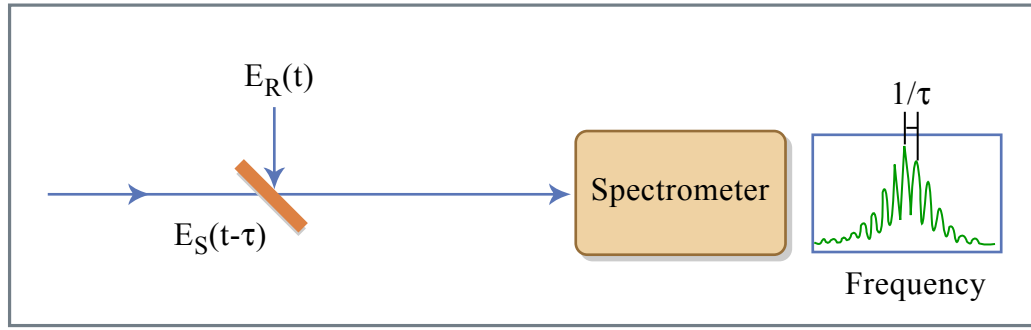 E_R(t)
1/τ
Spectrometer
E_S(t-τ)
Frequency